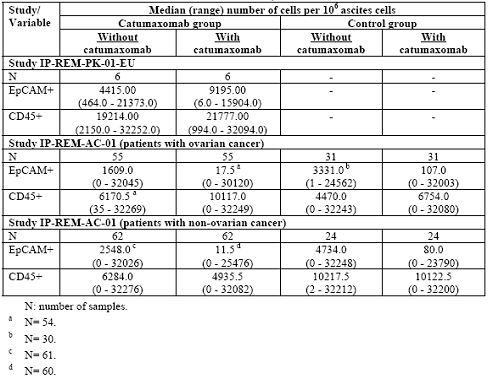 Study/ Median (range) number of cells per 10⁶ ascites cells
Variable Catumaxomab group Control group
Without catumaxomab With catumaxomab Without catumaxomab With catumaxomab
Study IP-REM-PK-01-EU
N 6 6 - -
EpCAM+ 4415.00 9195.00 - -
(464.0 - 21373.0) (6.0 - 15904.0)
CD45+ 19214.00 21777.00 - -
(2150.0 - 32252.0) (994.0 - 32094.0)
Study IP-REM-AC-01 (patients with ovarian cancer)
N 55 55 31 31
EpCAM+ 1609.0 17.5ᵃ 3331.0ᵇ 107.0
(0 - 32045) (0 - 30120) (1 - 24562) (0 - 32003)
CD45+ 6170.5ᵃ 10117.0 4470.0 6754.0
(35 - 32269) (0 - 32249) (0 - 32243) (0 - 32080)
Study IP-REM-AC-01 (patients with non-ovarian cancer)
N 62 62 24 24
EpCAM+ 2548.0ᶜ 11.5ᵈ 4734.0 80.0
(0 - 32026) (0 - 25476) (0 - 32248) (0 - 23790)
CD45+ 6284.0 4935.5 10217.5 10122.5
(0 - 32276) (0 - 32082) (2 - 32212) (0 - 32200)
N: number of samples.
a N= 54.
b N= 30.
c N= 61.
d N= 60.